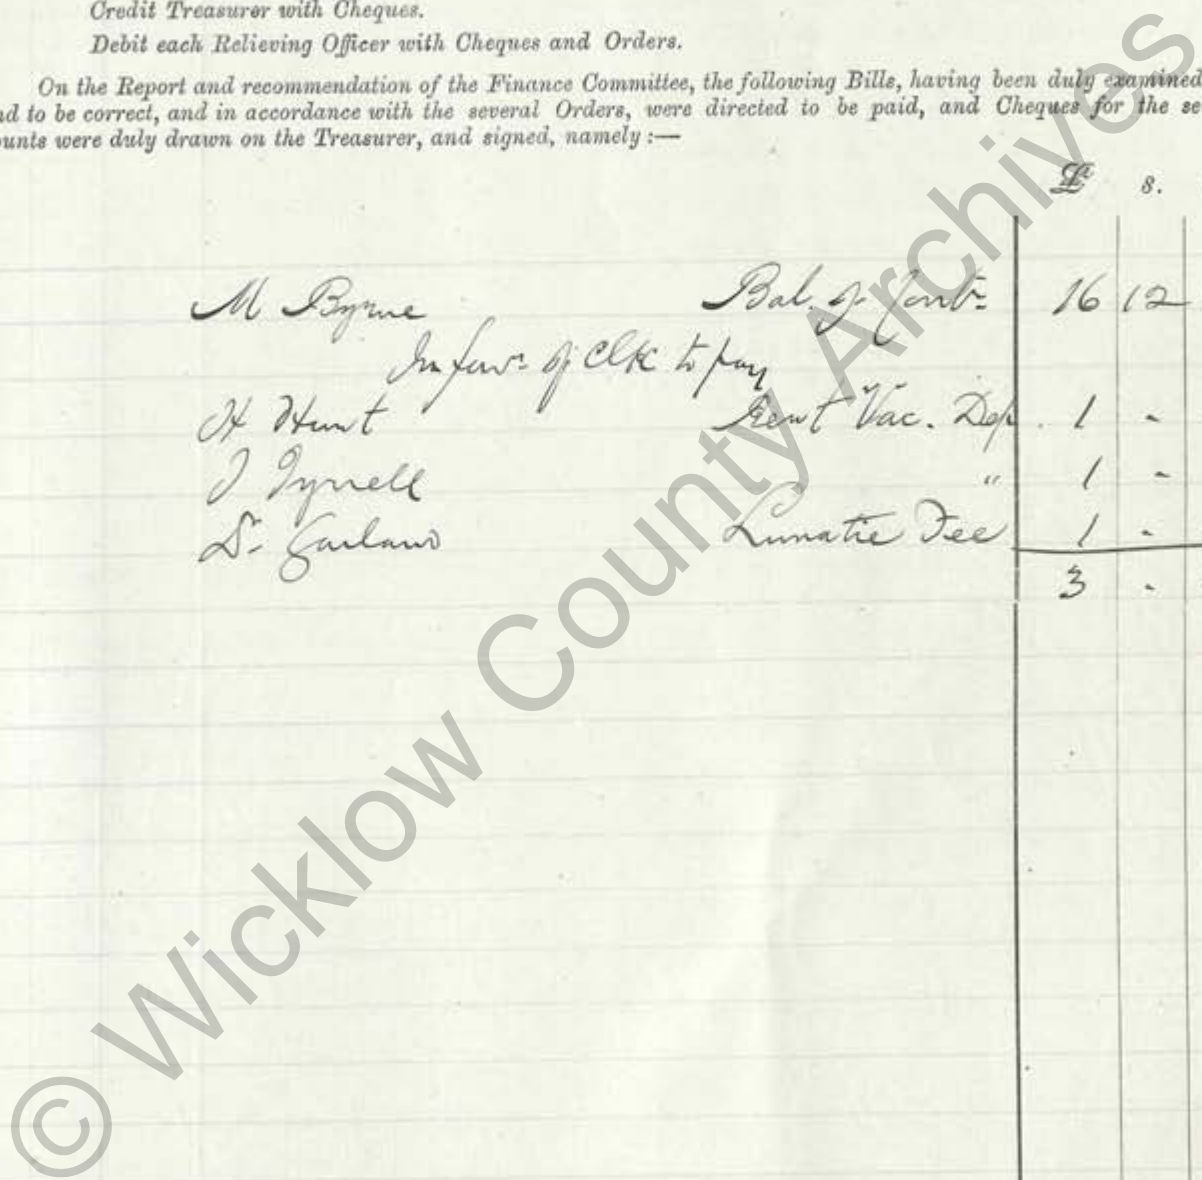 Credit Treasurer with Cheques.
Debit each Relieving Officer with Cheques and Orders.
On the Report and recommendation of the Finance Committee, the following Bills, having been duly examined
nd to be correct, and in accordance with the several Orders, were directed to be paid, and Cheques for the se
ounts were duly drawn on the Treasurer, and signed, namely :—
£ s.
M Byrne Bal. of Cont. 16 12
In favr of Clk to pay
H Hunt Rent Vac. Dep. 1 -
J Tyrrell " 1 -
Dr Garland Lunatic Fee 1 -
3 -
© Wicklow County Archives